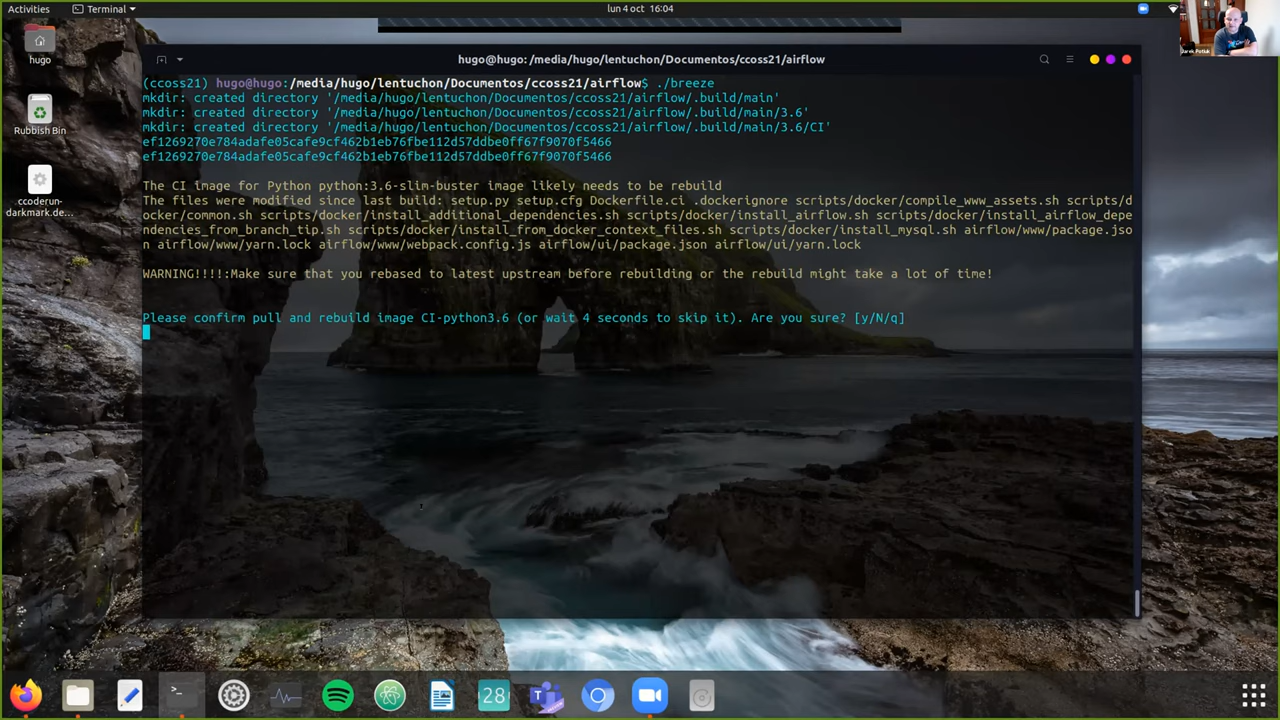 Activities
Terminal
lun 4 oct 16:04
hugo
Rubbish Bin
ccoderun-
darkmark.de...
hugo@hugo: /media/hugo/lentuchon/Documentos/ccoss21/airflow
(ccoss21) hugo@hugo:/media/hugo/lentuchon/Documentos/ccoss21/airflow$ ./breeze
mkdir: created directory '/media/hugo/lentuchon/Documentos/ccoss21/airflow/.build/main'
mkdir: created directory '/media/hugo/lentuchon/Documentos/ccoss21/airflow/.build/main/3.6'
mkdir: created directory '/media/hugo/lentuchon/Documentos/ccoss21/airflow/.build/main/3.6/CI'
ef1269270e784adafe05cafe9cf462b1eb76fbe112d57ddbe0ff67f9070f5466
ef1269270e784adafe05cafe9cf462b1eb76fbe112d57ddbe0ff67f9070f5466
The CI image for Python python:3.6-slim-buster image likely needs to be rebuild
The files were modified since last build: setup.py setup.cfg Dockerfile.ci .dockerignore scripts/docker/compile_www_assets.sh scripts/d
ocker/common.sh scripts/docker/install_additional_dependencies.sh scripts/docker/install_airflow.sh scripts/docker/install_airflow_depe
ndencies_from_branch_tip.sh scripts/docker/install_from_docker_context_files.sh scripts/docker/install_mysql.sh airflow/www/package.jso
n airflow/www/yarn.lock airflow/www/webpack.config.js airflow/ui/package.json airflow/ui/yarn.lock
WARNING!!!!:Make sure that you rebased to latest upstream before rebuilding or the rebuild might take a lot of time!
Please confirm pull and rebuild image CI-python3.6 (or wait 4 seconds to skip it). Are you sure? [y/N/q]
28
Jarek Potiuk